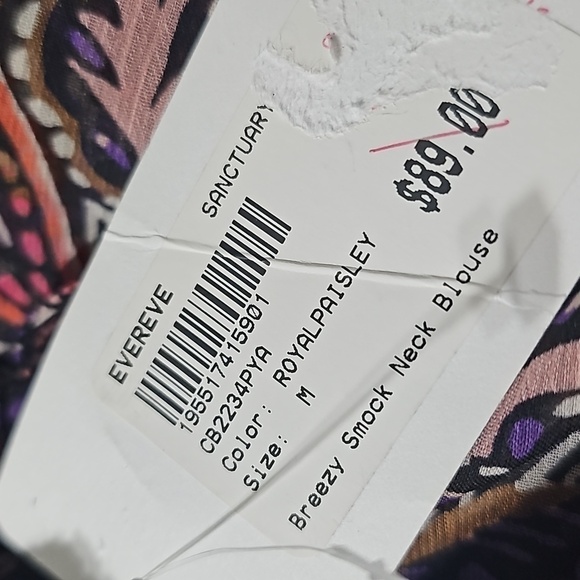 SANCTUARY
EVEREVE
195517415901
CB2234PYA
Color: ROYALPAISLEY
Size: M
$89.00
Breezy Smock Neck Blouse